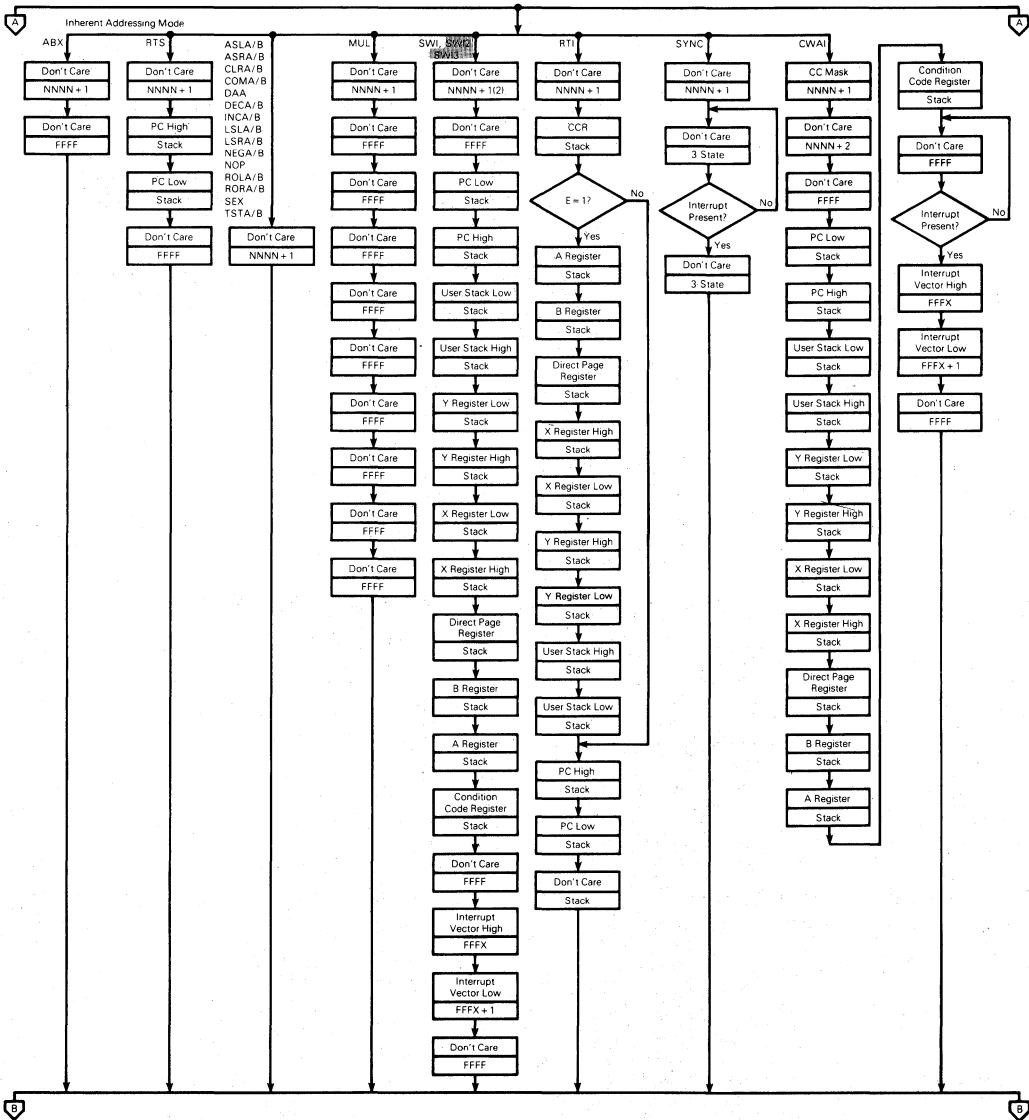 A
A
Inherent Addressing Mode
ABX
Don't Care
NNNN + 1
Don't Care
FFFF
RTS
Don't Care
NNNN + 1
PC High
Stack
PC Low
Stack
Don't Care
FFFF
ASLA/B
ASRA/B
CLRA/B
COMA/B
DAA
DECA/B
INCA/B
LSLA/B
LSRA/B
NEGA/B
NOP
ROLA/B
RORA/B
SEX
TSTA/B
Don't Care
NNNN + 1
MUL
Don't Care
NNNN + 1
Don't Care
FFFF
Don't Care
FFFF
Don't Care
FFFF
Don't Care
FFFF
Don't Care
FFFF
Don't Care
FFFF
Don't Care
FFFF
Don't Care
FFFF
Don't Care
FFFF
SWI, SWI2
SWI3
Don't Care
NNNN + 1(2)
Don't Care
FFFF
PC Low
Stack
PC High
Stack
User Stack Low
Stack
User Stack High
Stack
Y Register Low
Stack
Y Register High
Stack
X Register Low
Stack
X Register High
Stack
Direct Page
Register
Stack
B Register
Stack
A Register
Stack
Condition
Code Register
Stack
Don't Care
FFFF
Interrupt
Vector High
FFFX
Interrupt
Vector Low
FFFX + 1
Don't Care
FFFF
RTI
Don't Care
NNNN + 1
CCR
Stack
E = 1?
No
Yes
A Register
Stack
B Register
Stack
Direct Page
Register
Stack
X Register High
Stack
X Register Low
Stack
Y Register High
Stack
Y Register Low
Stack
User Stack High
Stack
User Stack Low
Stack
PC High
Stack
PC Low
Stack
Don't Care
Stack
SYNC
Don't Care
NNNN + 1
Don't Care
3 State
Interrupt
Present?
No
Yes
Don't Care
3 State
CWAI
CC Mask
NNNN + 1
Don't Care
NNNN + 2
Don't Care
FFFF
PC Low
Stack
PC High
Stack
User Stack Low
Stack
User Stack High
Stack
Y Register Low
Stack
Y Register High
Stack
X Register Low
Stack
X Register High
Stack
Direct Page
Register
Stack
B Register
Stack
A Register
Stack
Condition
Code Register
Stack
Don't Care
FFFF
Interrupt
Present?
No
Yes
Interrupt
Vector High
FFFX
Interrupt
Vector Low
FFFX + 1
Don't Care
FFFF
B
B